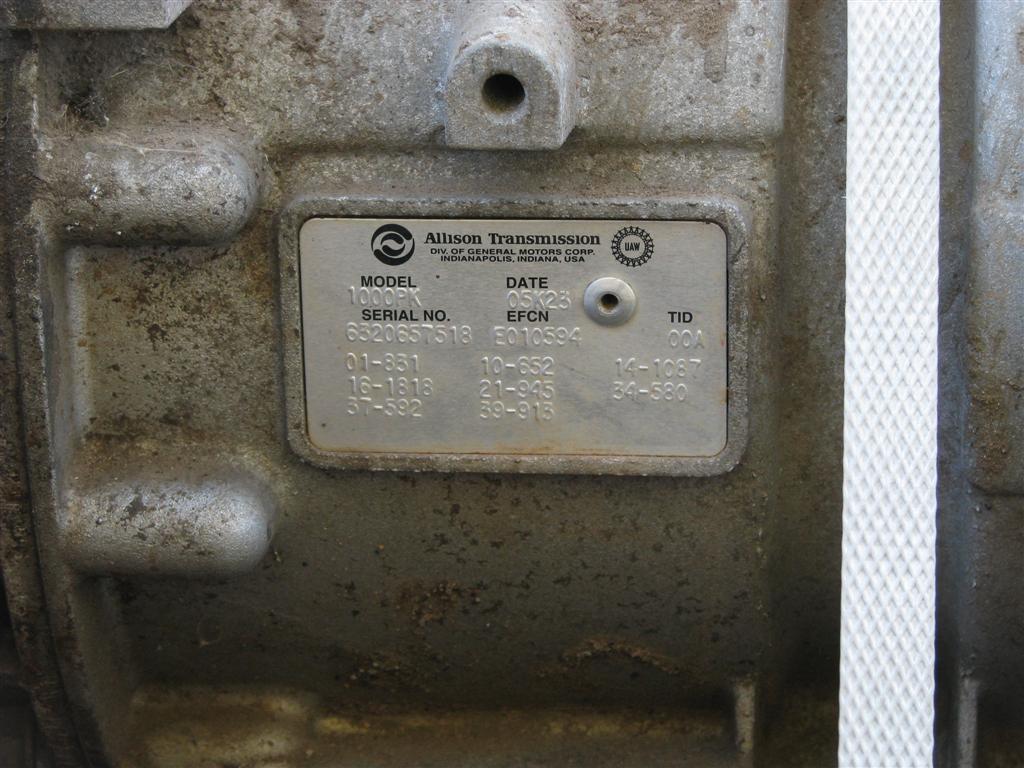 Allison Transmission UAW
DIV. OF GENERAL MOTORS CORP.
INDIANAPOLIS, INDIANA, USA
MODEL DATE
1000PK 05K23
SERIAL NO. EFCN TID
6320657518 E010594 00A
01-831 10-652 14-1087
16-1818 21-945 34-580
37-592 39-913